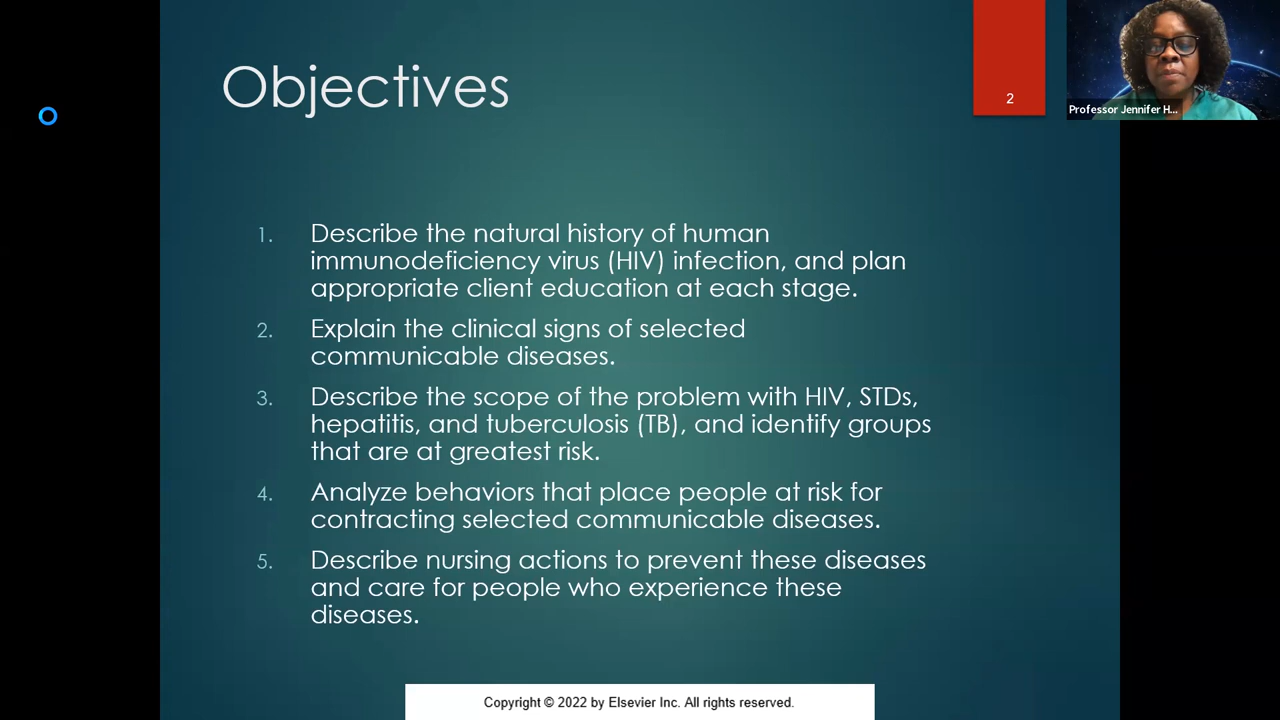 Objectives
2
Professor Jennifer H...
1. Describe the natural history of human
immunodeficiency virus (HIV) infection, and plan
appropriate client education at each stage.
2. Explain the clinical signs of selected
communicable diseases.
3. Describe the scope of the problem with HIV, STDs,
hepatitis, and tuberculosis (TB), and identify groups
that are at greatest risk.
4. Analyze behaviors that place people at risk for
contracting selected communicable diseases.
5. Describe nursing actions to prevent these diseases
and care for people who experience these
diseases.
Copyright © 2022 by Elsevier Inc. All rights reserved.